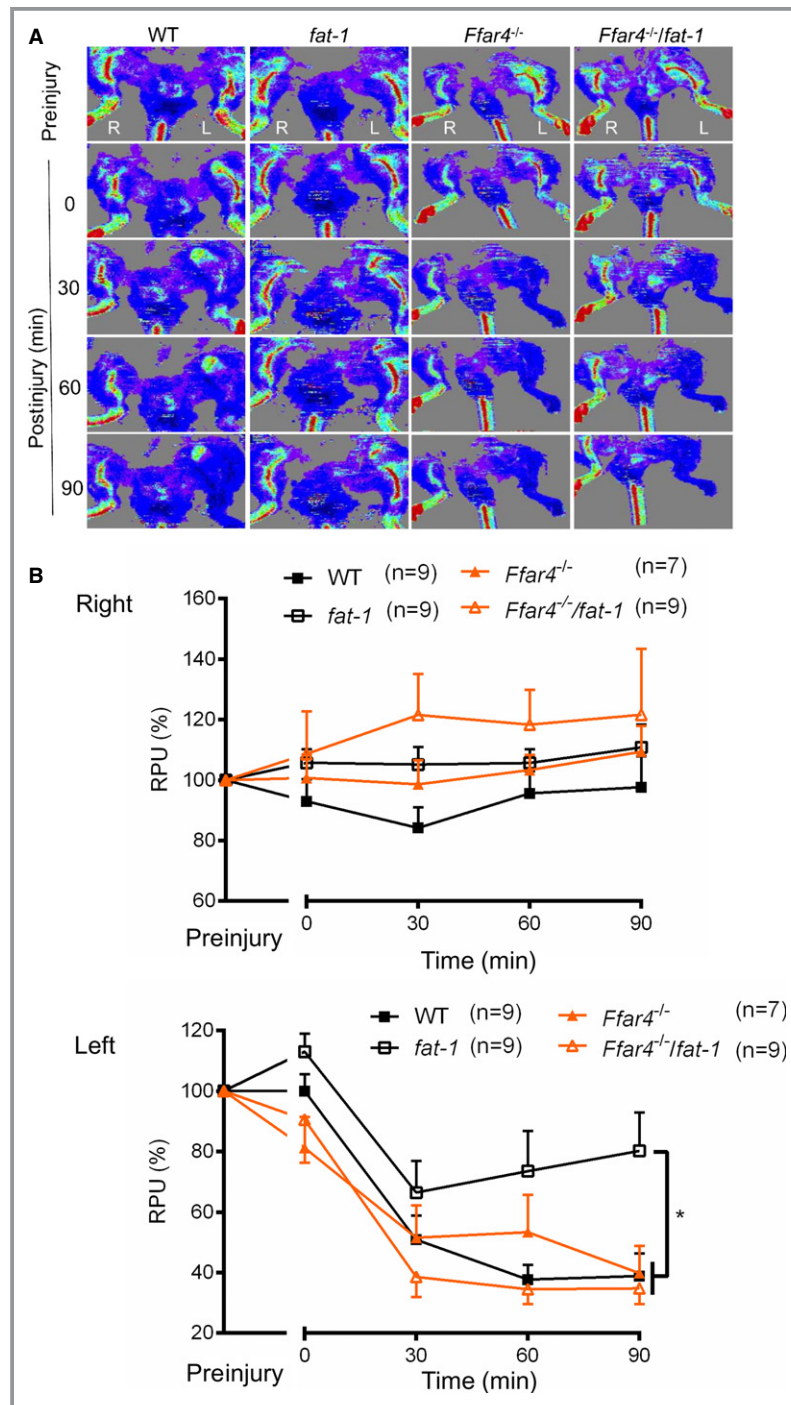 A
WT fat-1 Ffar4-/- Ffar4-/-/fat-1
Preinjury
R L R L R L R L
Postinjury (min)
0
30
60
90
B
Right
WT (n=9) Ffar4-/- (n=7)
fat-1 (n=9) Ffar4-/-/fat-1 (n=9)
RPU (%)
160
140
120
100
80
60
Preinjury
0 30 60 90
Time (min)
Left
WT (n=9) Ffar4-/- (n=7)
fat-1 (n=9) Ffar4-/-/fat-1 (n=9)
RPU (%)
120
100
80
60
40
20
*
Preinjury
0 30 60 90
Time (min)